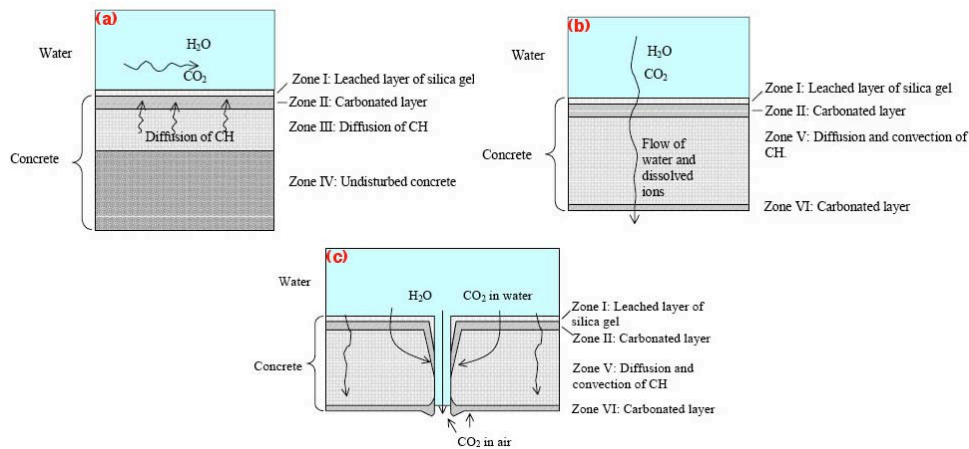 (a)
Water
H₂O
CO₂
Zone I: Leached layer of silica gel
Zone II: Carbonated layer
Diffusion of CH
Zone III: Diffusion of CH
Concrete
Zone IV: Undisturbed concrete
(b)
Water
H₂O
CO₂
Zone I: Leached layer of silica gel
Zone II: Carbonated layer
Concrete
Flow of
water and
dissolved
ions
Zone V: Diffusion and convection of
CH.
Zone VI: Carbonated layer
(c)
Water
H₂O
CO₂ in water
Zone I: Leached layer of
silica gel
Zone II: Carbonated layer
Concrete
Zone V: Diffusion and
convection of CH
Zone VI: Carbonated layer
CO₂ in air